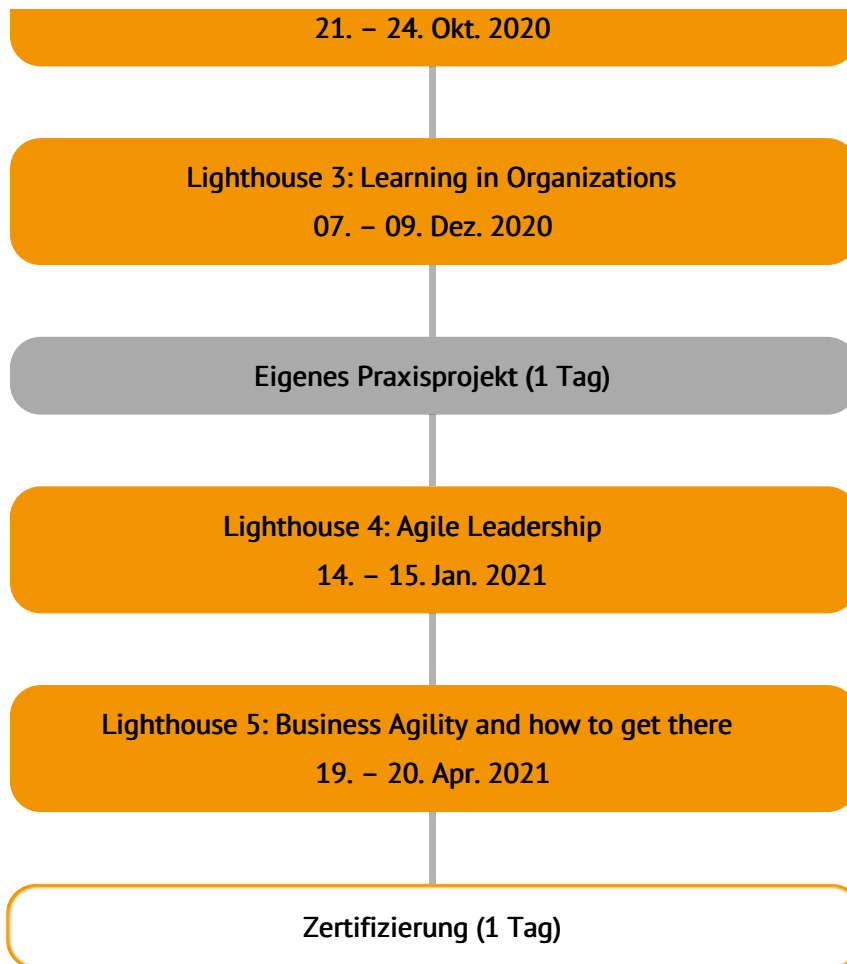 21. – 24. Okt. 2020
Lighthouse 3: Learning in Organizations
07. – 09. Dez. 2020
Eigenes Praxisprojekt (1 Tag)
Lighthouse 4: Agile Leadership
14. – 15. Jan. 2021
Lighthouse 5: Business Agility and how to get there
19. – 20. Apr. 2021
Zertifizierung (1 Tag)